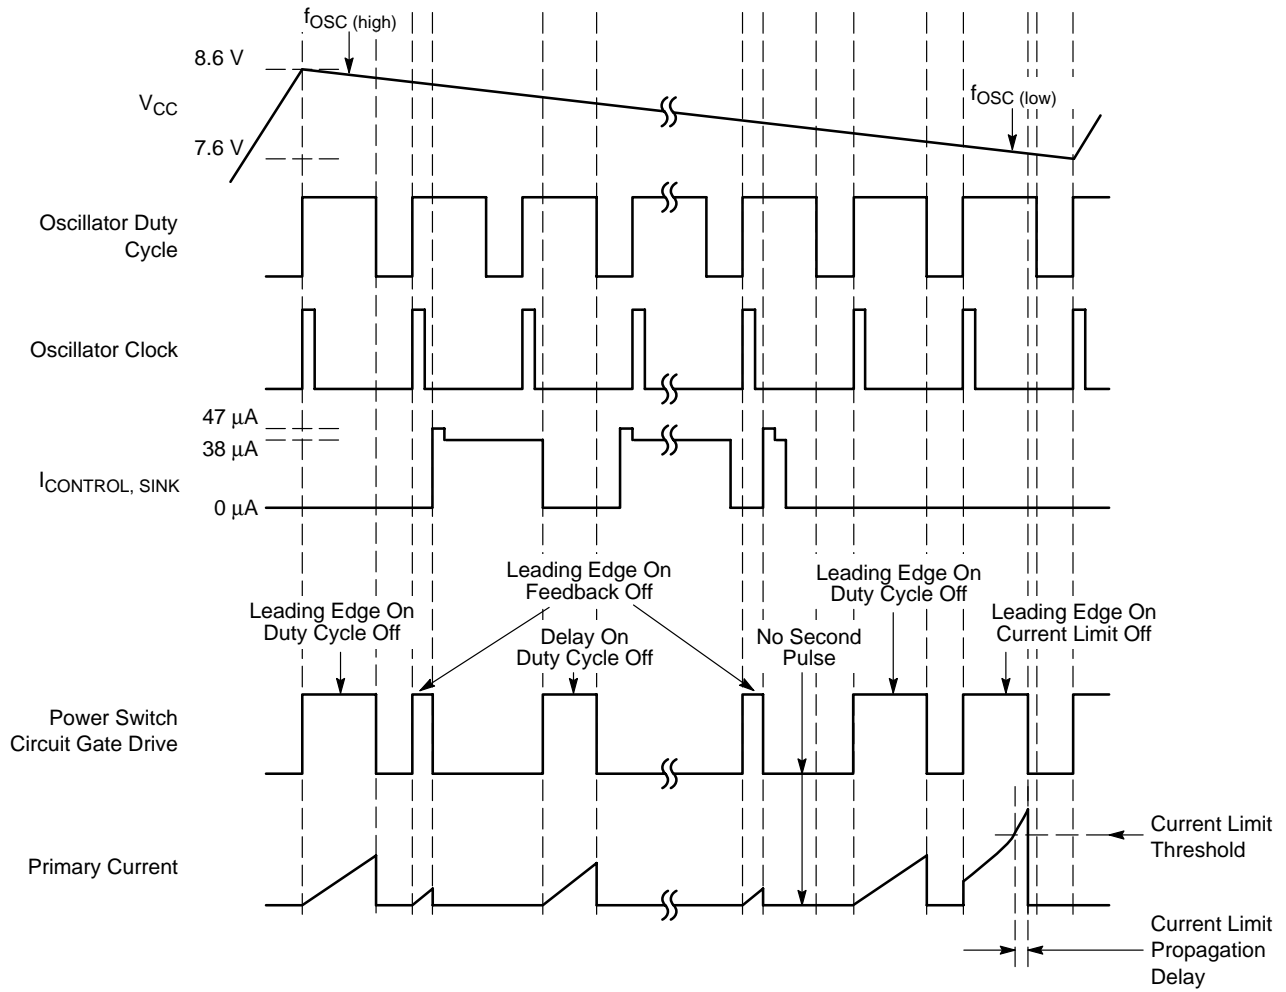 fOSC (high)
8.6 V
VCC
fOSC (low)
7.6 V
Oscillator Duty
Cycle
Oscillator Clock
47 μA
38 μA
ICONTROL, SINK
0 μA
Leading Edge On
Duty Cycle Off
Leading Edge On
Feedback Off
Delay On
Duty Cycle Off
No Second
Pulse
Leading Edge On
Duty Cycle Off
Leading Edge On
Current Limit Off
Power Switch
Circuit Gate Drive
Primary Current
Current Limit
Threshold
Current Limit
Propagation
Delay